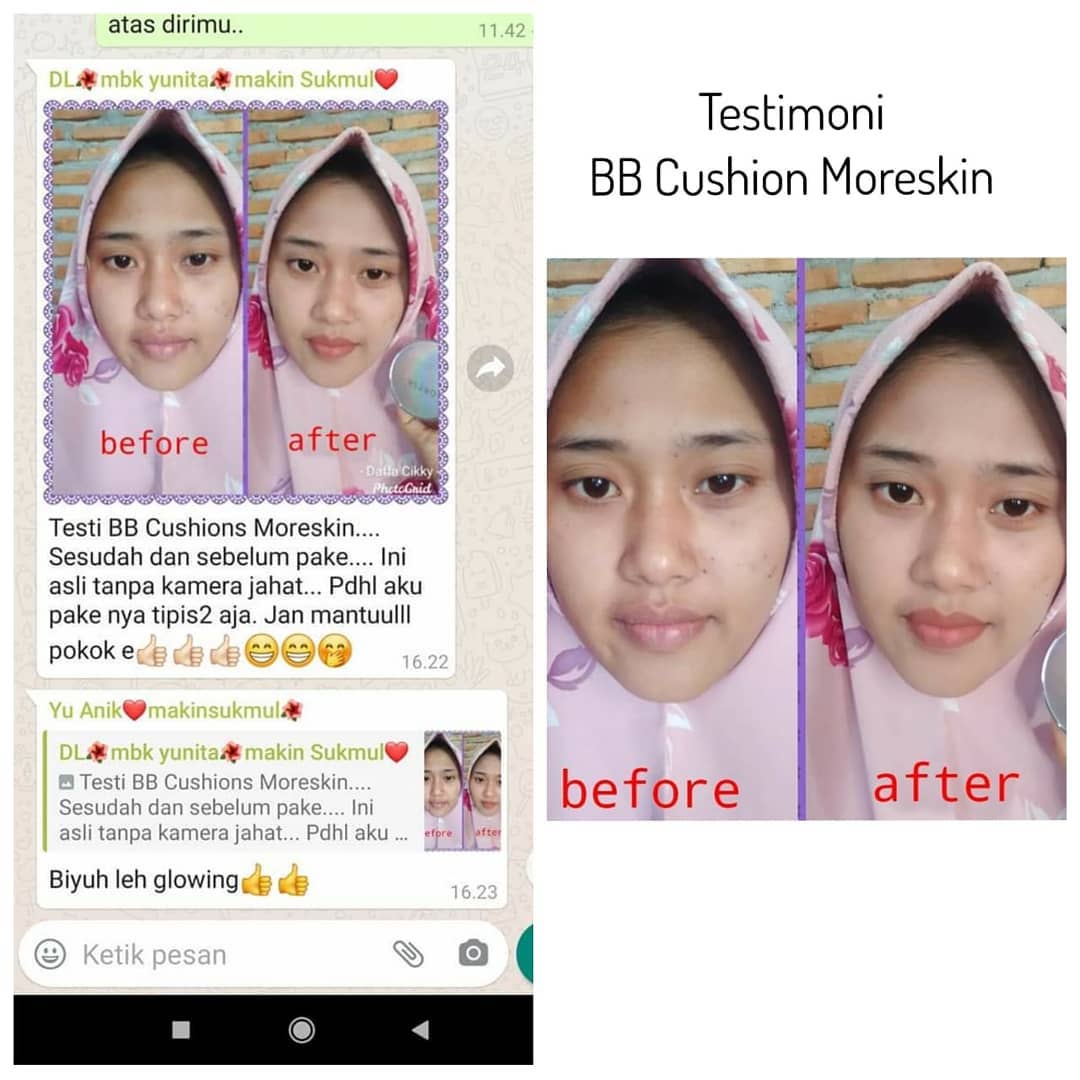 atas dirimu..
11.42
DL🌺mbk yunita🌺makin Sukmul❤️
before
after
- Daffa Cikky -
PhotoGrid
Testi BB Cushions Moreskin....
Sesudah dan sebelum pake.... Ini
asli tanpa kamera jahat... Pdhl aku
pake nya tipis2 aja. Jan mantuulll
pokok e👍🏻👍🏻👍🏻😁😁🤭
16.22
Yu Anik❤️makinsukmul🌺
DL🌺mbk yunita🌺makin Sukmul❤️
Testi BB Cushions Moreskin....
Sesudah dan sebelum pake.... Ini
asli tanpa kamera jahat... Pdhl aku ...
efore
after
Biyuh leh glowing👍👍
16.23
Ketik pesan
Testimoni
BB Cushion Moreskin
before
after